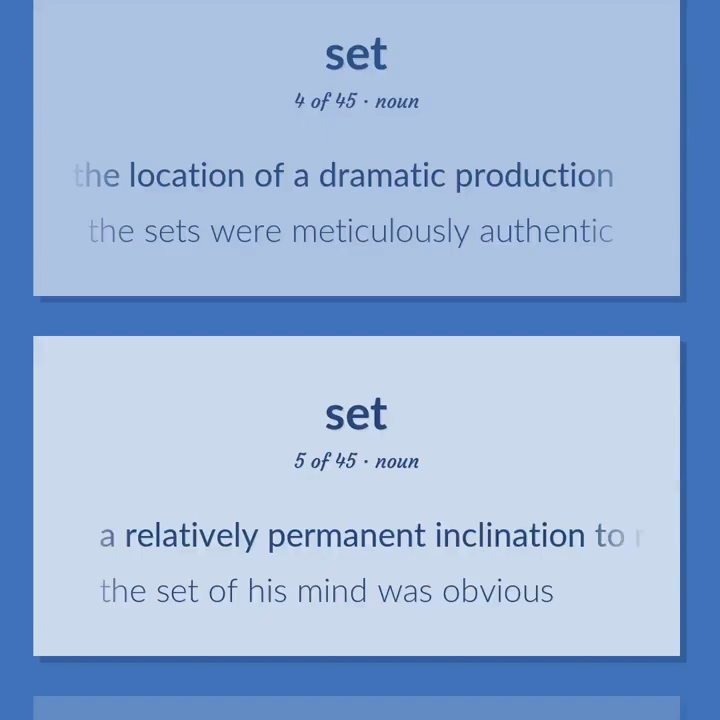 set
4 of 45 · noun
the location of a dramatic production
the sets were meticulously authentic
set
5 of 45 · noun
a relatively permanent inclination to
the set of his mind was obvious